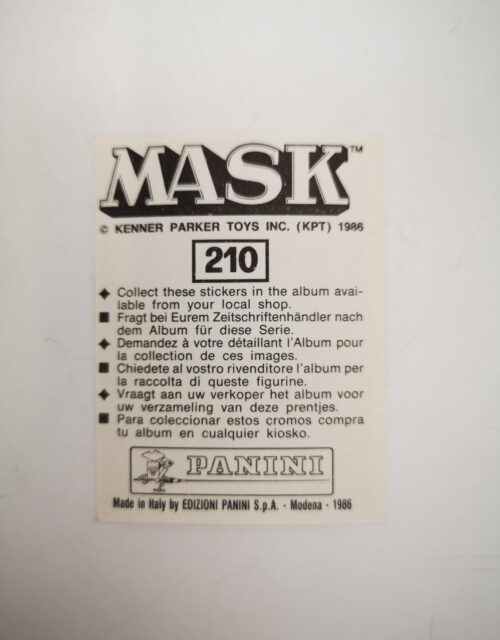 MASK™
© KENNER PARKER TOYS INC. (KPT) 1986
210
◆ Collect these stickers in the album avai-
lable from your local shop.
■ Fragt bei Eurem Zeitschriftenhändler nach
dem Album für diese Serie.
◆ Demandez à votre détaillant l'Album pour
la collection de ces images.
■ Chiedete al vostro rivenditore l'album per
la raccolta di queste figurine.
◆ Vraagt aan uw verkoper het album voor
uw verzameling van deze prentjes.
■ Para coleccionar estos cromos compra
tu album en cualquier kiosko.
PANINI
Made in Italy by EDIZIONI PANINI S.p.A. - Modena - 1986